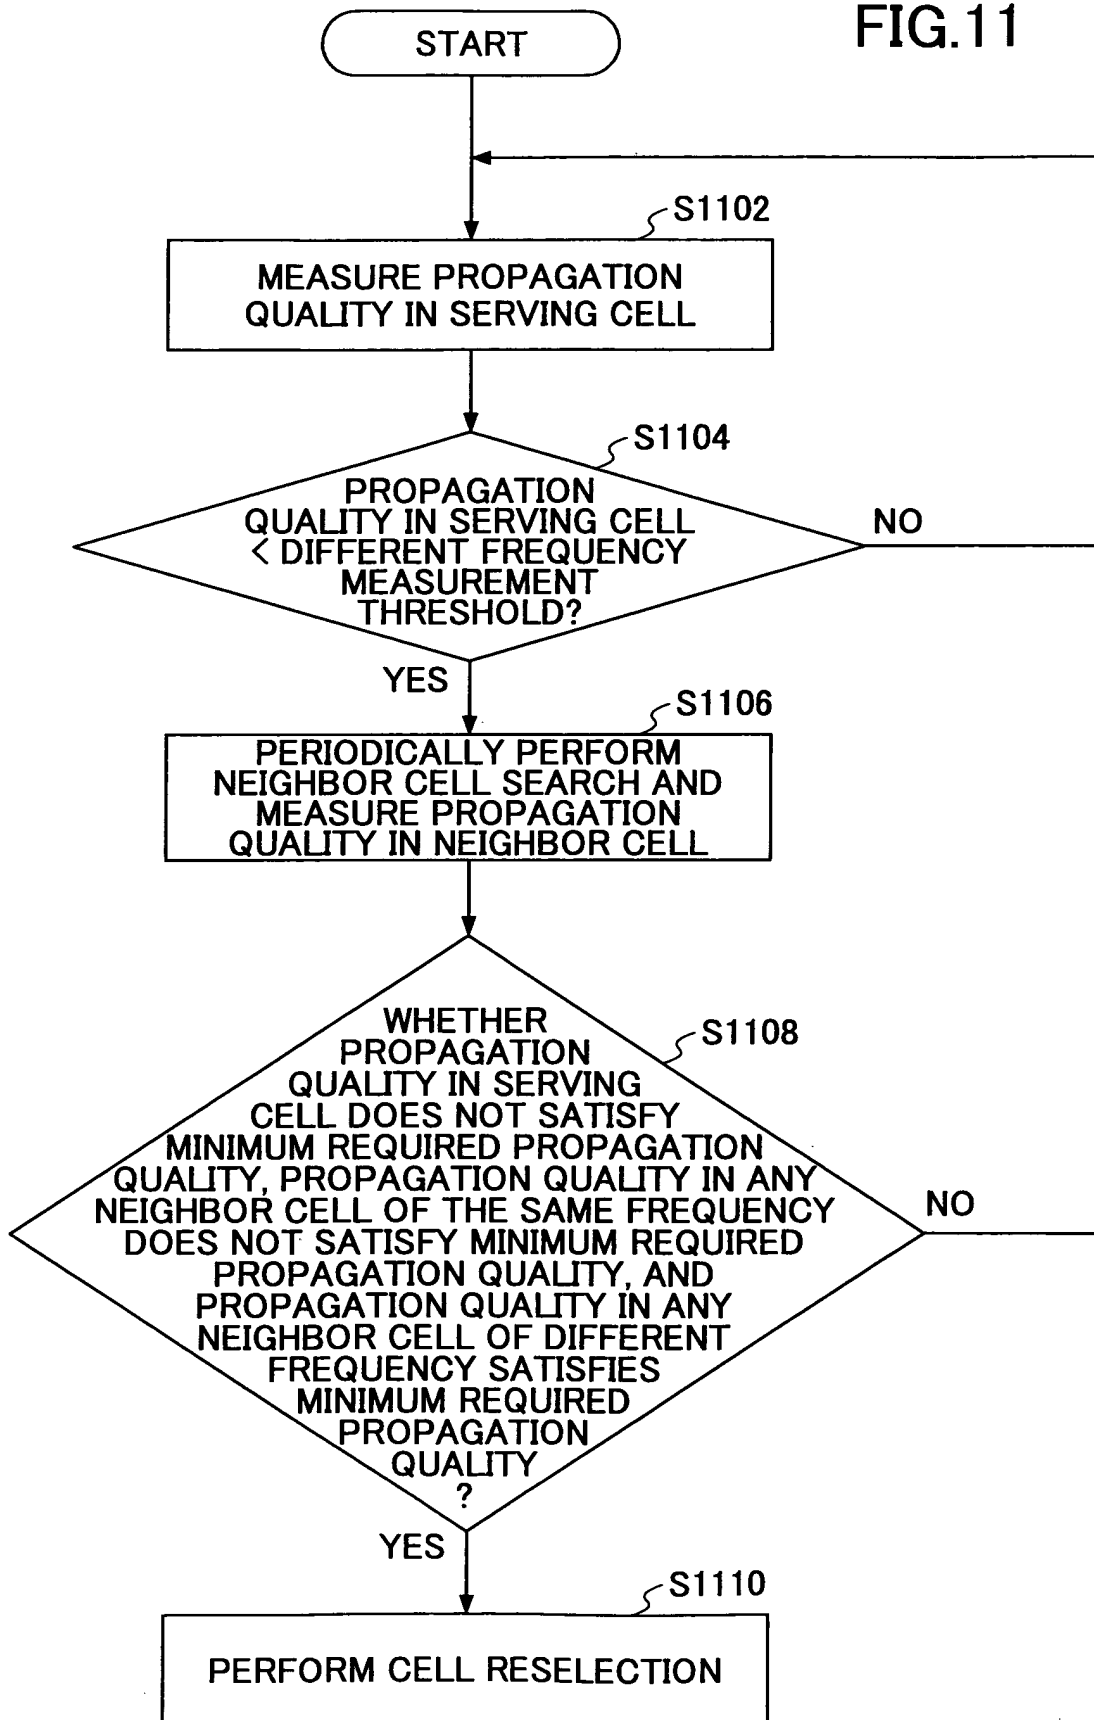 FIG.11
START
S1102
MEASURE PROPAGATION
QUALITY IN SERVING CELL
S1104
PROPAGATION
QUALITY IN SERVING CELL
< DIFFERENT FREQUENCY
MEASUREMENT
THRESHOLD?
NO
YES
S1106
PERIODICALLY PERFORM
NEIGHBOR CELL SEARCH AND
MEASURE PROPAGATION
QUALITY IN NEIGHBOR CELL
S1108
WHETHER
PROPAGATION
QUALITY IN SERVING
CELL DOES NOT SATISFY
MINIMUM REQUIRED PROPAGATION
QUALITY, PROPAGATION QUALITY IN ANY
NEIGHBOR CELL OF THE SAME FREQUENCY
DOES NOT SATISFY MINIMUM REQUIRED
PROPAGATION QUALITY, AND
PROPAGATION QUALITY IN ANY
NEIGHBOR CELL OF DIFFERENT
FREQUENCY SATISFIES
MINIMUM REQUIRED
PROPAGATION
QUALITY
?
NO
YES
S1110
PERFORM CELL RESELECTION